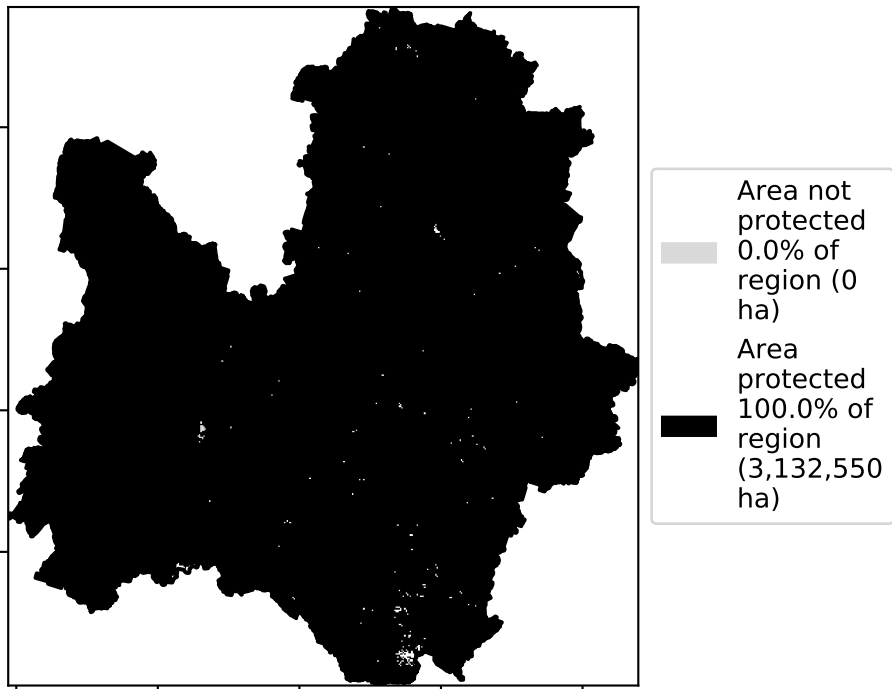 Area not
protected
0.0% of
region (0
ha)
Area
protected
100.0% of
region
(3,132,550
ha)